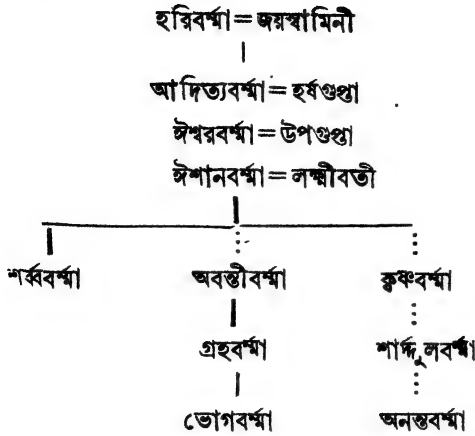 হরিবর্ম্মা = জয়স্বামিনী
আদিত্যবর্ম্মা = হর্ষগুপ্তা
ঈশ্বরবর্ম্মা = উপগুপ্তা
ঈশানবর্ম্মা = লক্ষ্মীবতী
শর্ব্ববর্ম্মা অবন্তীবর্ম্মা কৃষ্ণবর্ম্মা
গ্রহবর্ম্মা শার্দ্দূলবর্ম্মা
ভোগবর্ম্মা অনন্তবর্ম্মা